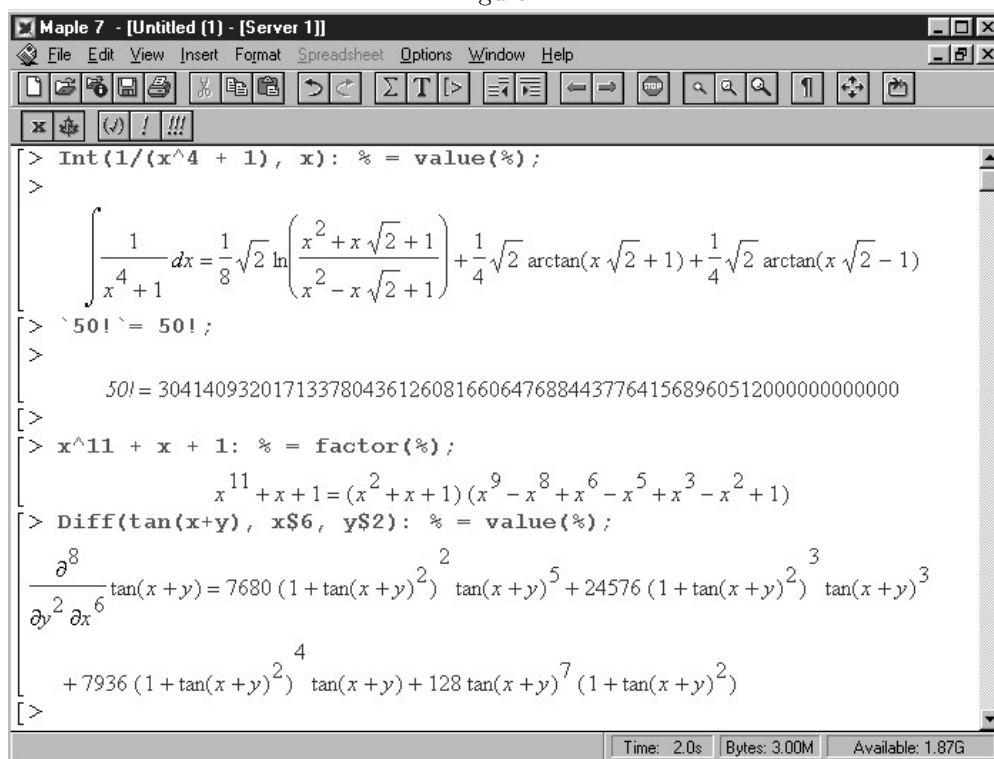 Maple 7 - [Untitled (1) - [Server 1]]
File Edit View Insert Format Spreadsheet Options Window Help
Σ T [> STOP ¶
x (√) ! !!!
[> Int(1/(x^4 + 1), x): % = value(%);
>
∫ 1/(x^4 + 1) dx = 1/8 √2 ln((x^2 + x √2 + 1)/(x^2 − x √2 + 1)) + 1/4 √2 arctan(x √2 + 1) + 1/4 √2 arctan(x √2 − 1)
[> `50!`= 50!;
>
50! = 30414093201713378043612608166064768844377641568960512000000000000
[>
[> x^11 + x + 1: % = factor(%);
x^11 + x + 1 = (x^2 + x + 1) (x^9 − x^8 + x^6 − x^5 + x^3 − x^2 + 1)
[> Diff(tan(x+y), x$6, y$2): % = value(%);
∂^8/(∂y^2 ∂x^6) tan(x + y) = 7680 (1 + tan(x + y)^2)^2 tan(x + y)^5 + 24576 (1 + tan(x + y)^2)^3 tan(x + y)^3
+ 7936 (1 + tan(x + y)^2)^4 tan(x + y) + 128 tan(x + y)^7 (1 + tan(x + y)^2)
[>
Time: 2.0s Bytes: 3.00M Available: 1.87G